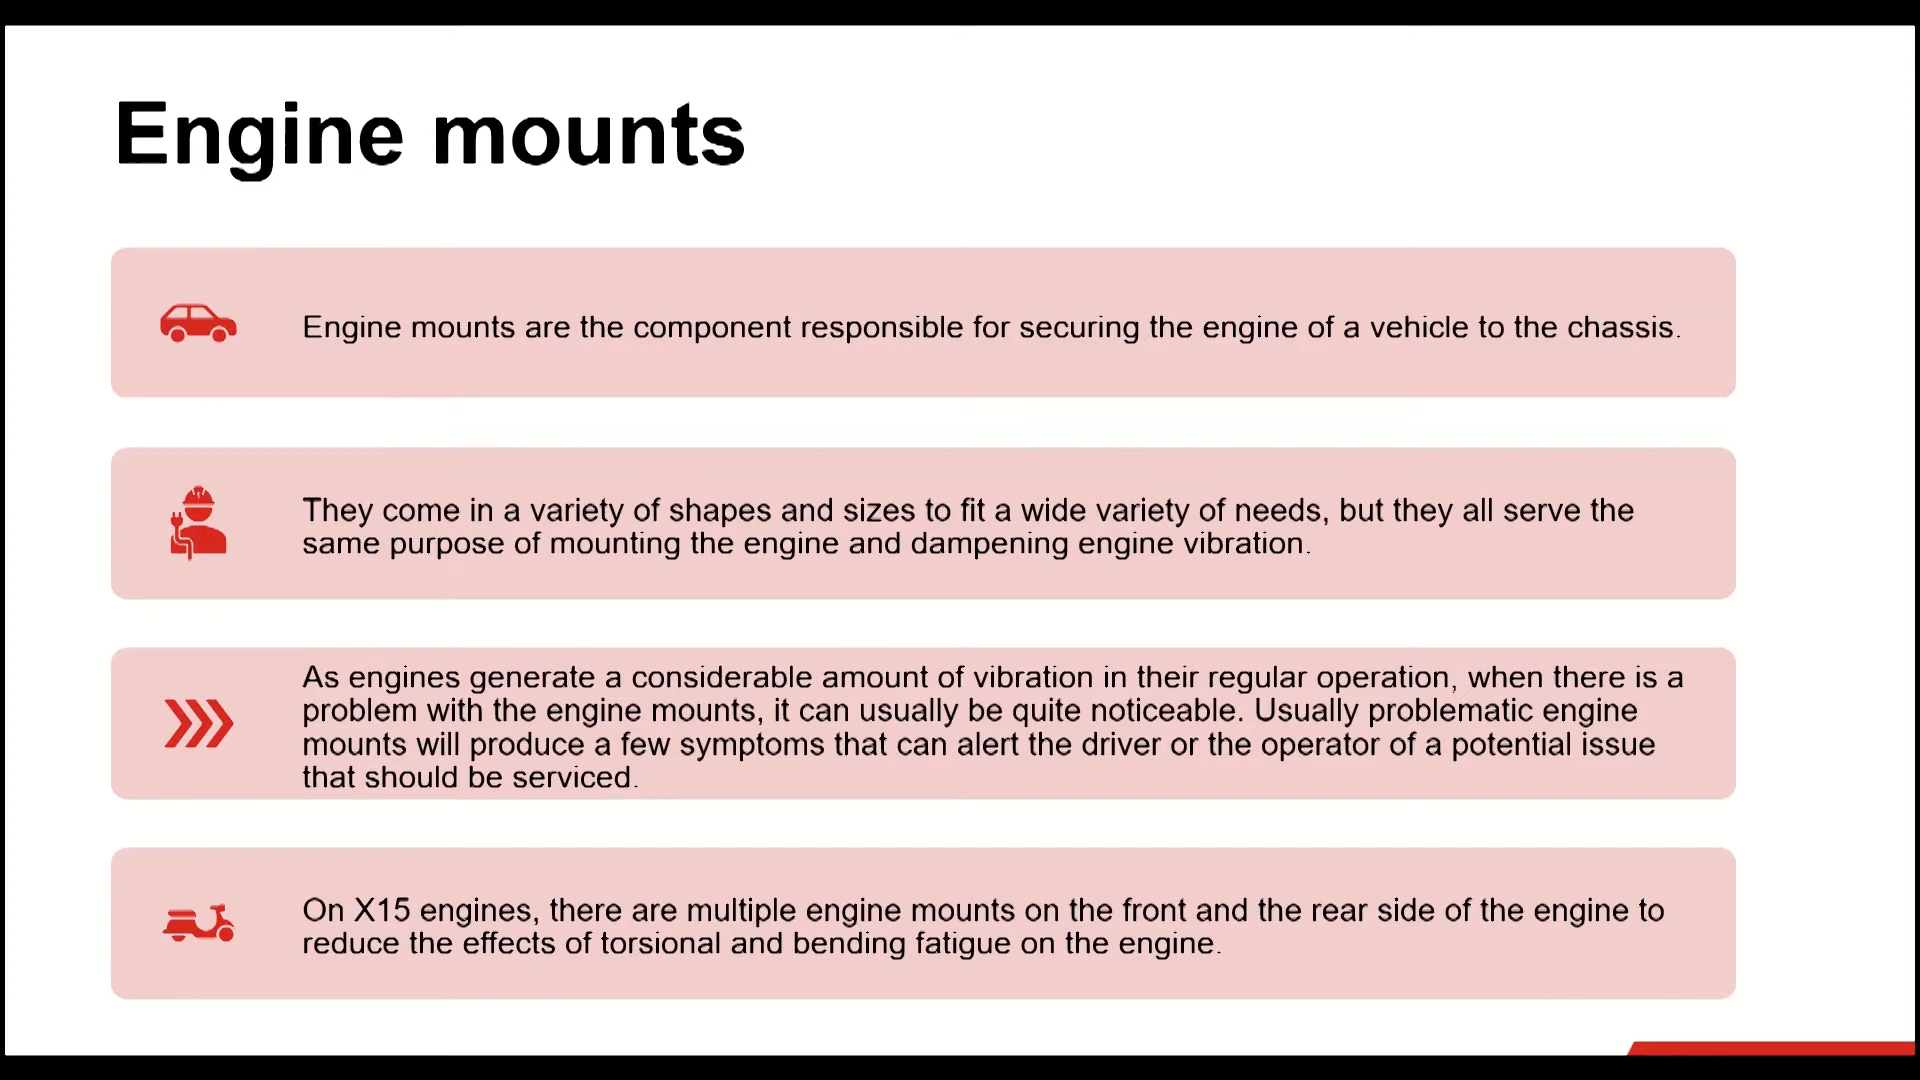 Engine mounts
Engine mounts are the component responsible for securing the engine of a vehicle to the chassis.
They come in a variety of shapes and sizes to fit a wide variety of needs, but they all serve the
same purpose of mounting the engine and dampening engine vibration.
As engines generate a considerable amount of vibration in their regular operation, when there is a
problem with the engine mounts, it can usually be quite noticeable. Usually problematic engine
mounts will produce a few symptoms that can alert the driver or the operator of a potential issue
that should be serviced.
On X15 engines, there are multiple engine mounts on the front and the rear side of the engine to
reduce the effects of torsional and bending fatigue on the engine.